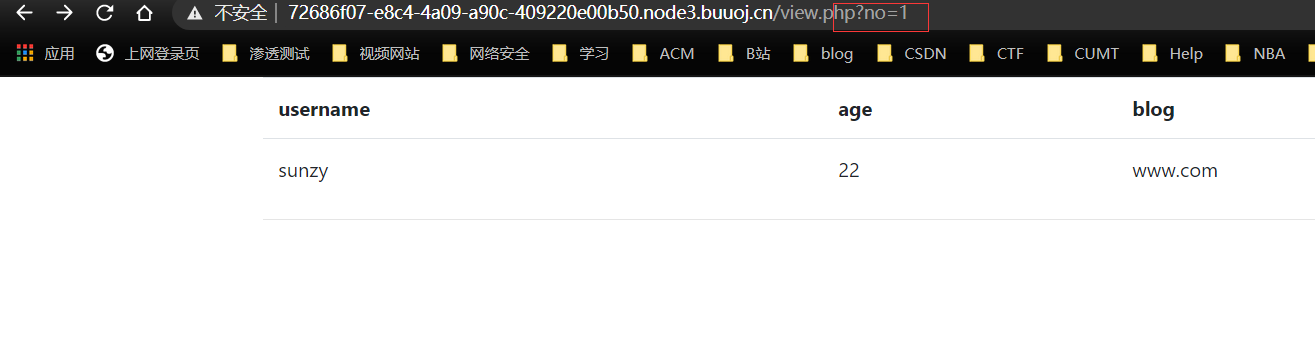 不安全 | 72686f07-e8c4-4a09-a90c-409220e00b50.node3.buuoj.cn/view.php?no=1
应用 上网登录页 渗透测试 视频网站 网络安全 学习 ACM B站 blog CSDN CTF CUMT Help NBA
username age blog
sunzy 22 www.com